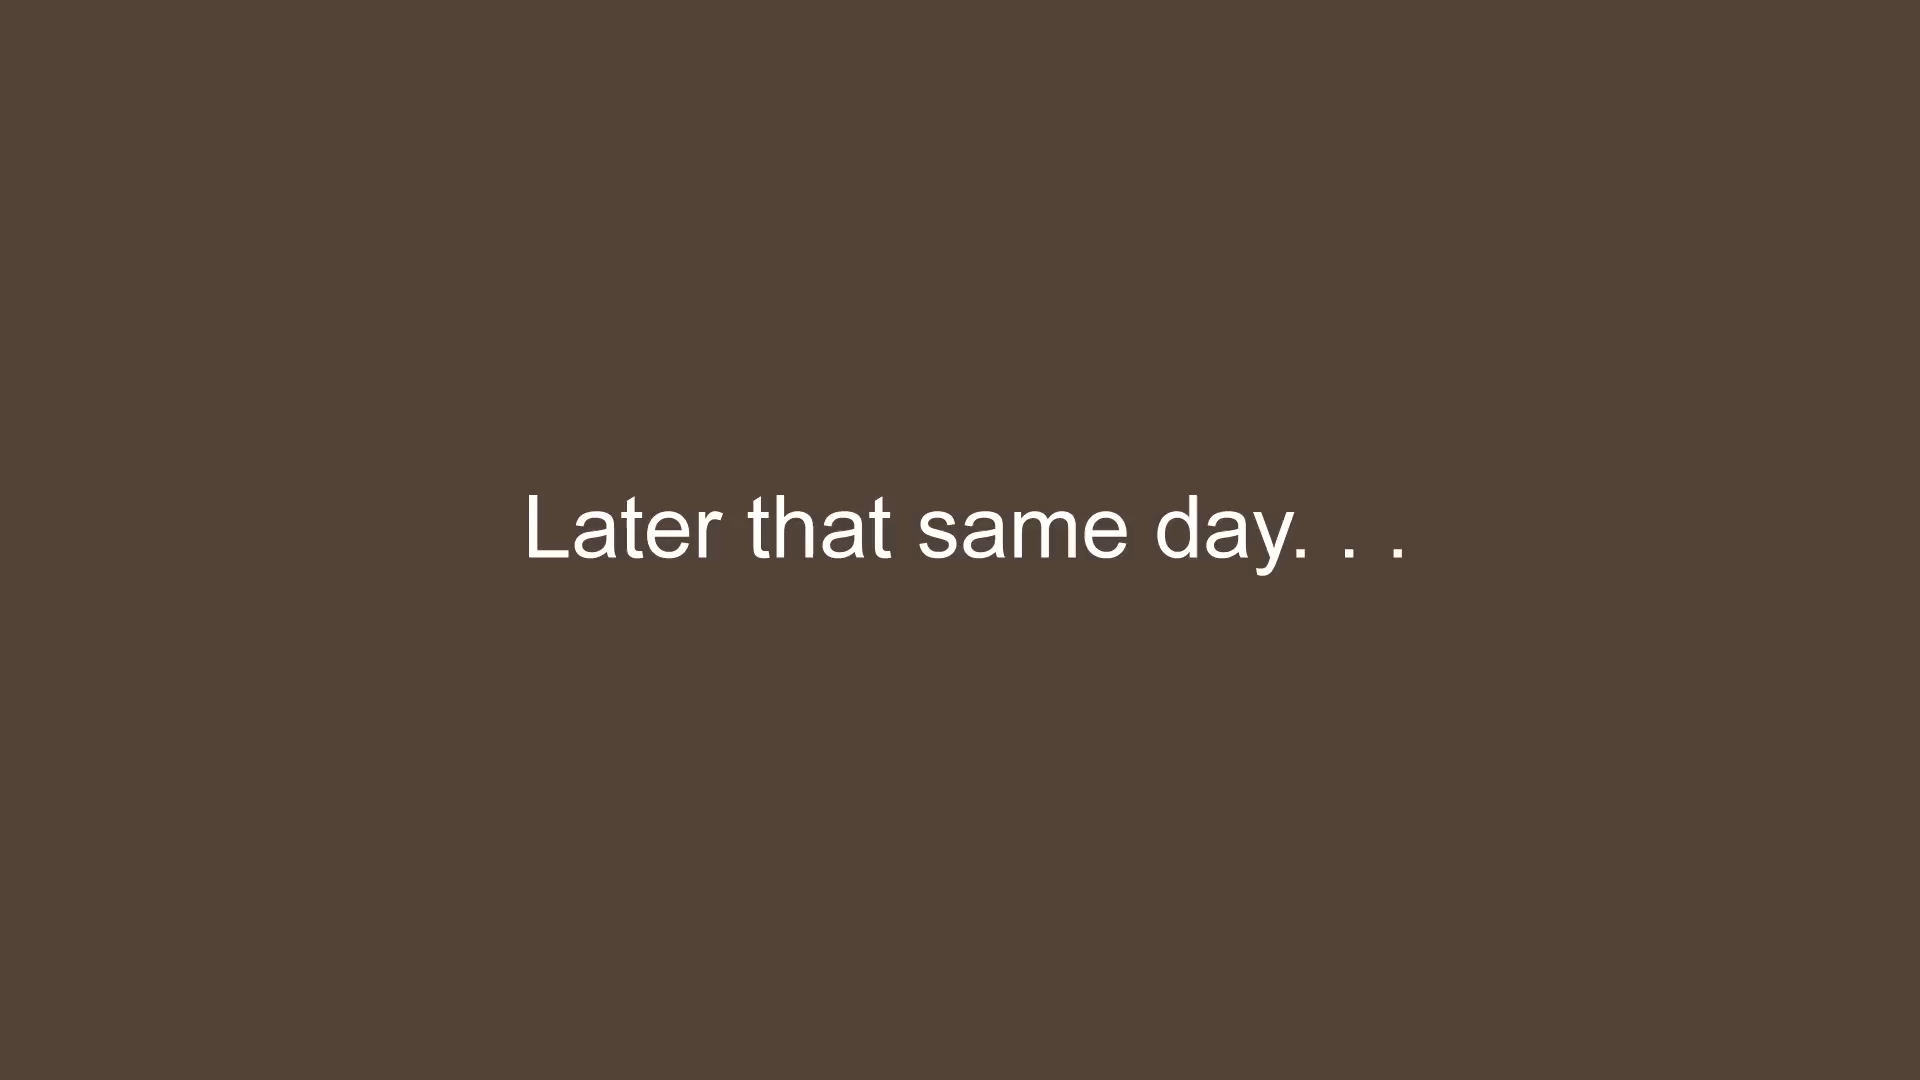 Later that same day. . .